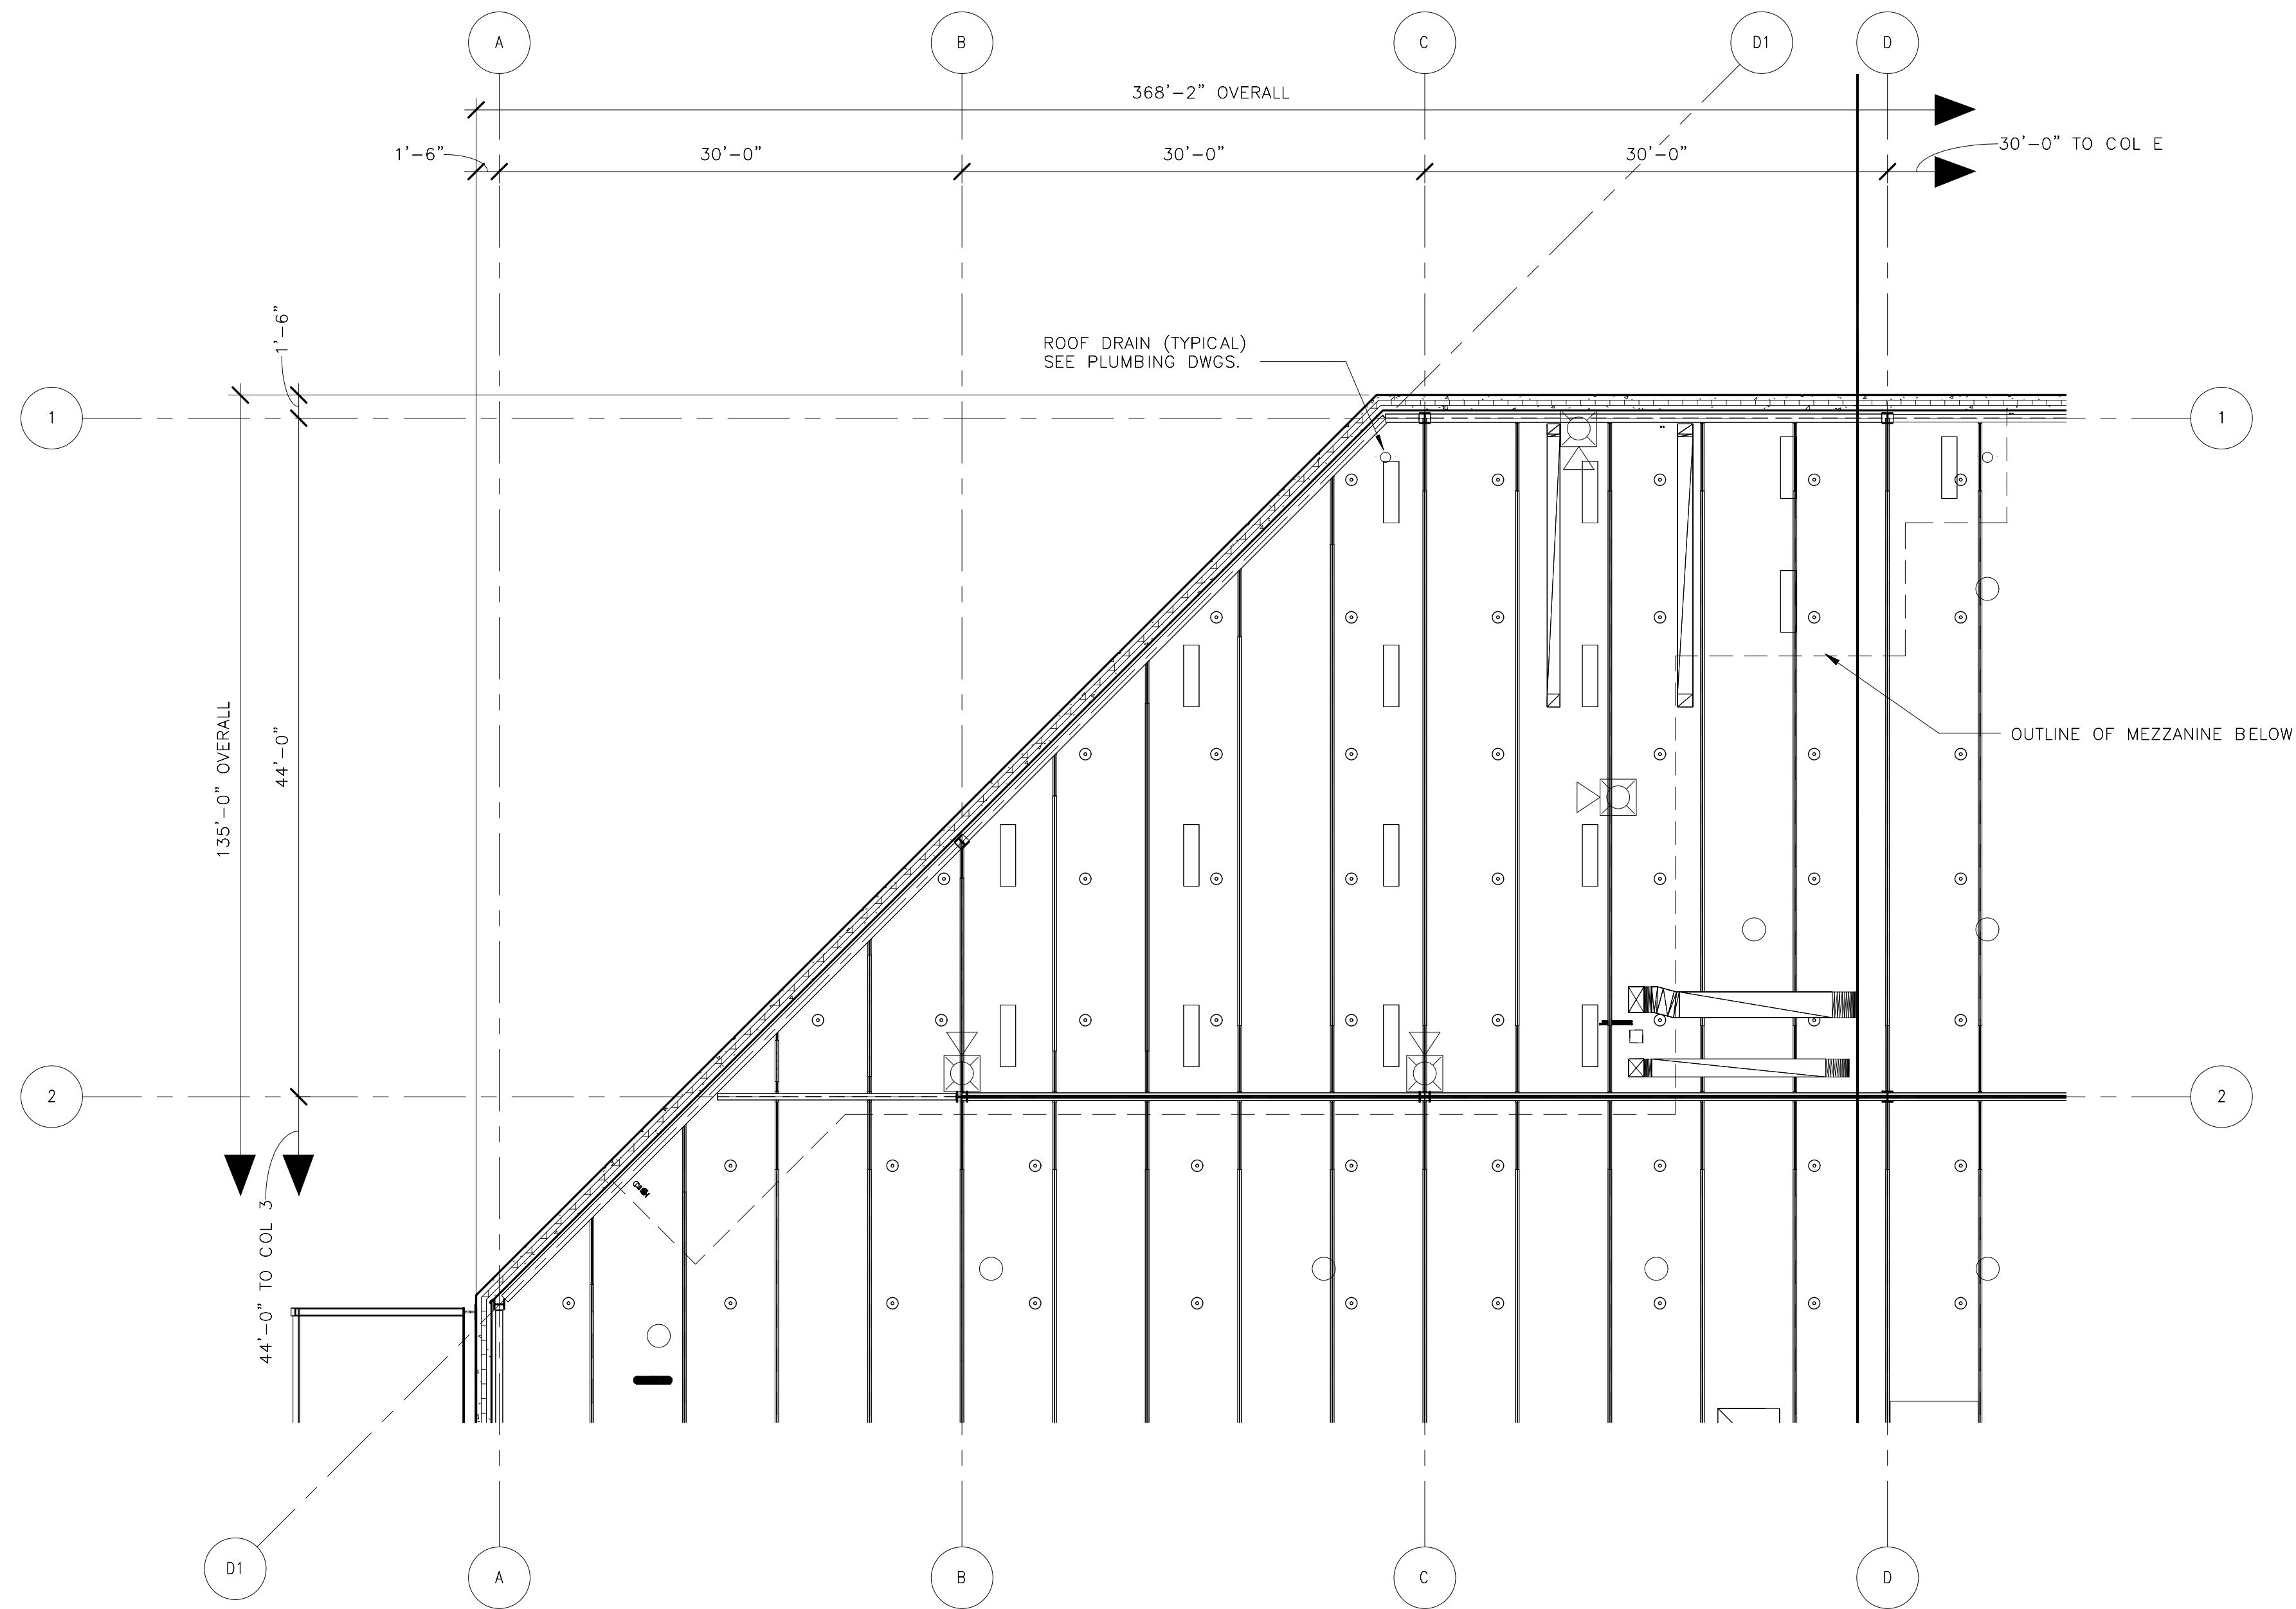 A
B
C
D1
D
368'-2" OVERALL
1'-6"
30'-0"
30'-0"
30'-0"
30'-0" TO COL E
1'-6"
ROOF DRAIN (TYPICAL)
SEE PLUMBING DWGS.
1
1
135'-0" OVERALL
44'-0"
OUTLINE OF MEZZANINE BELOW
2
2
44'-0" TO COL 3
D1
A
B
C
D